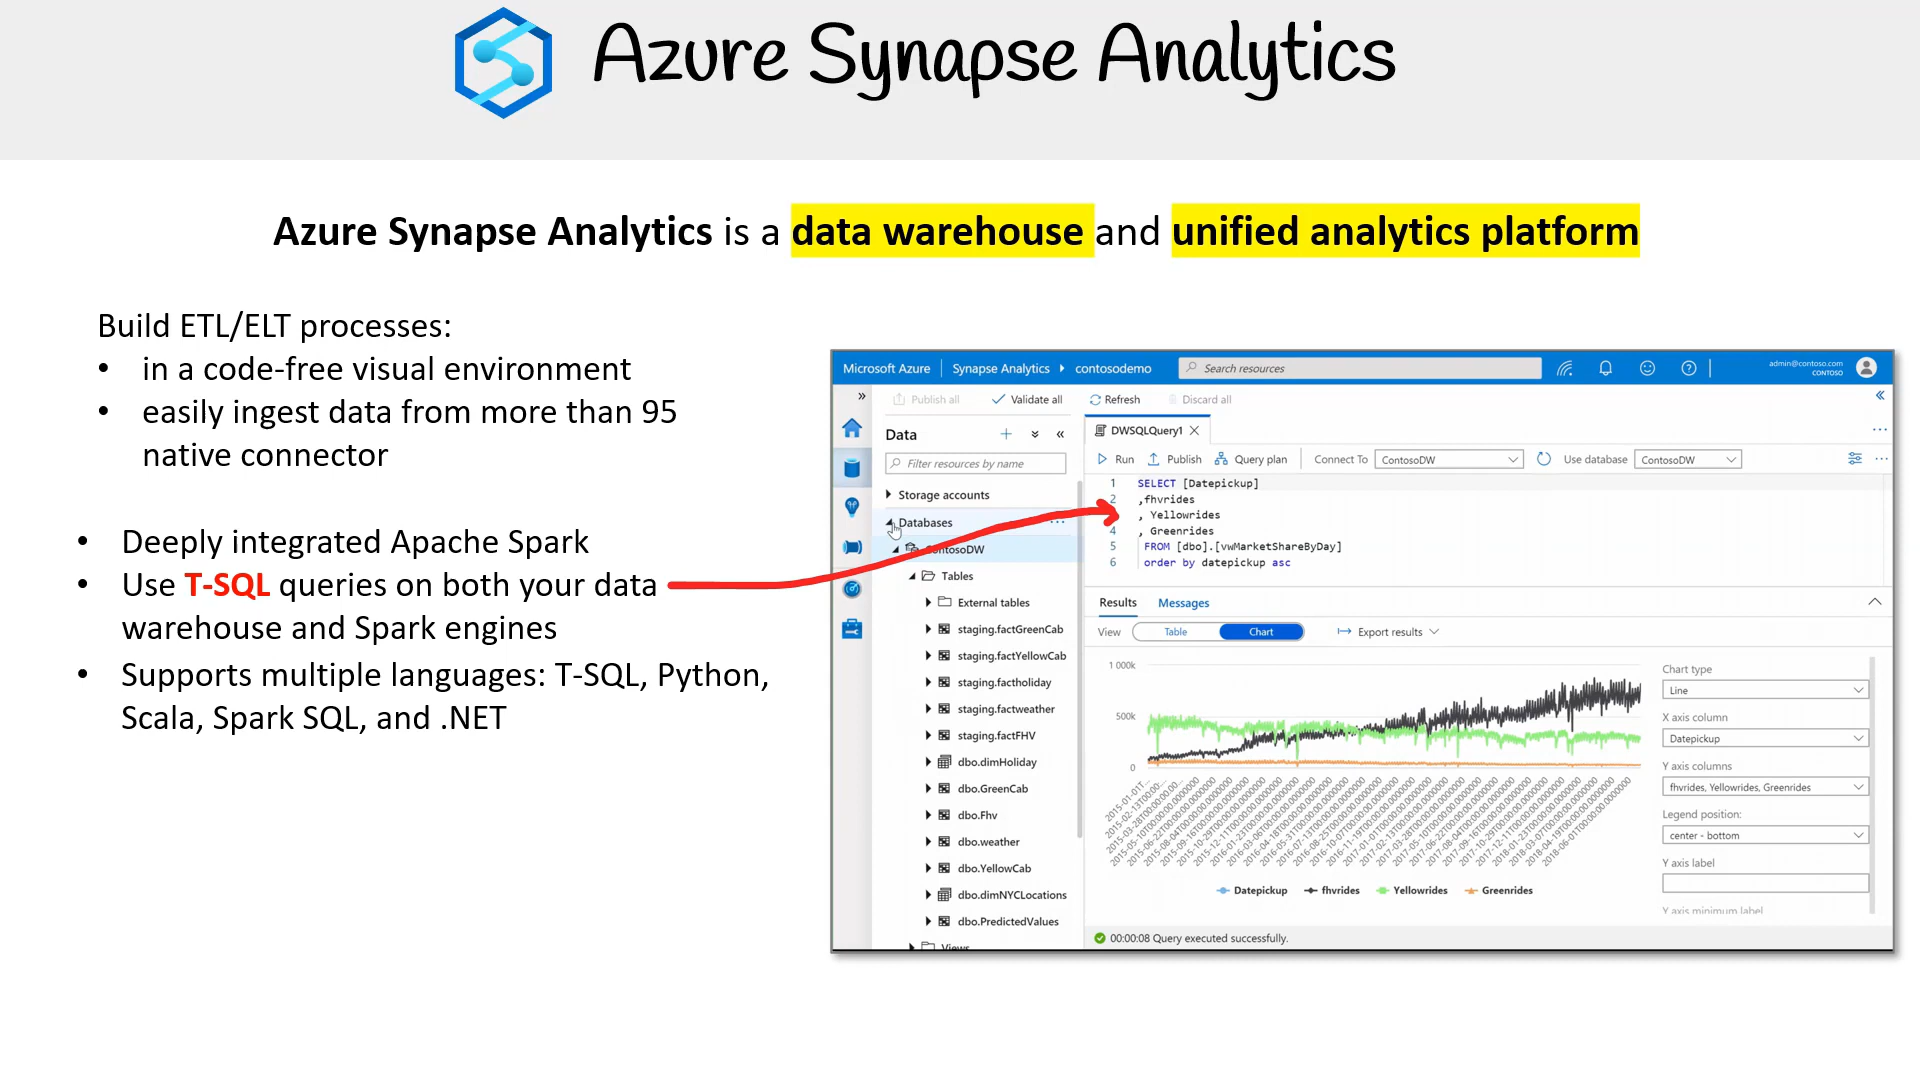 Azure Synapse Analytics
Azure Synapse Analytics is a data warehouse and unified analytics platform
Build ETL/ELT processes:
• in a code-free visual environment
• easily ingest data from more than 95
native connector
• Deeply integrated Apache Spark
• Use T-SQL queries on both your data
warehouse and Spark engines
• Supports multiple languages: T-SQL, Python,
Scala, Spark SQL, and .NET
Microsoft Azure Synapse Analytics contosodemo Search resources admin@contoso.com
CONTOSO
Publish all Validate all Refresh Discard all
Data
Filter resources by name
Storage accounts
Databases
ContosoDW
Tables
External tables
staging.factGreenCab
staging.factYellowCab
staging.factholiday
staging.factweather
staging.factFHV
dbo.dimHoliday
dbo.GreenCab
dbo.Fhv
dbo.weather
dbo.YellowCab
dbo.dimNYCLocations
dbo.PredictedValues
Views
DWSQLQuery1
Run Publish Query plan Connect To ContosoDW Use database ContosoDW
1 SELECT [Datepickup]
2 ,fhvrides
, Yellowrides
4 , Greenrides
5 FROM [dbo].[vwMarketShareByDay]
6 order by datepickup asc
Results Messages
View Table Chart Export results
1 000k
500k
0
Datepickup fhvrides Yellowrides Greenrides
Chart type
Line
X axis column
Datepickup
Y axis columns
fhvrides, Yellowrides, Greenrides
Legend position:
center - bottom
Y axis label
Y axis minimum label
00:00:08 Query executed successfully.